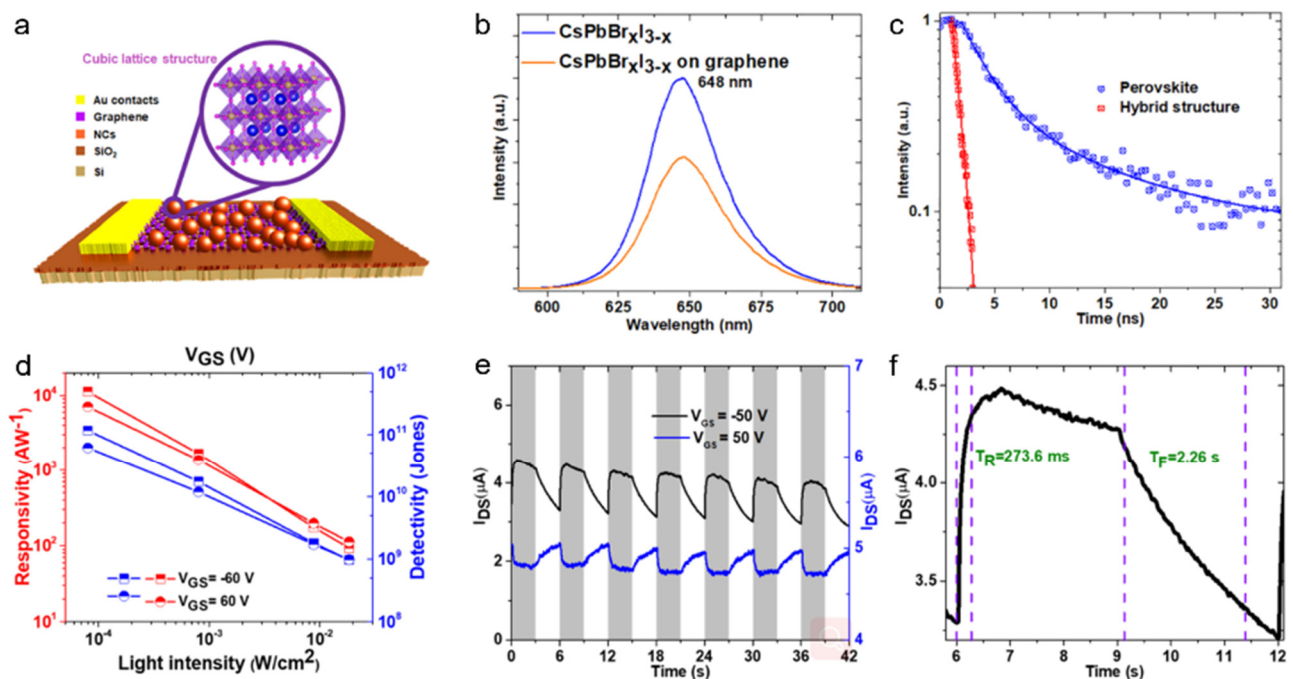 a
Cubic lattice structure
Au contacts
Graphene
NCs
SiO2
Si
b
CsPbBrxI3-x
CsPbBrxI3-x on graphene
648 nm
Intensity (a.u.)
600 625 650 675 700
Wavelength (nm)
c
1
0.1
Intensity (a.u.)
Perovskite
Hybrid structure
0 5 10 15 20 25 30
Time (ns)
d
VGS (V)
10^4
10^3
10^2
10^1
Responsivity (AW-1)
10^12
10^11
10^10
10^9
10^8
Detectivity (Jones)
VGS= -60 V
VGS= 60 V
10^-4 10^-3 10^-2
Light intensity (W/cm2)
e
6
4
2
0
IDS(µA)
VGS = -50 V
VGS = 50 V
7
6
5
4
IDS(µA)
0 6 12 18 24 30 36 42
Time (s)
f
4.5
4.0
3.5
IDS(µA)
TR=273.6 ms
TF=2.26 s
6 7 8 9 10 11 12
Time (s)